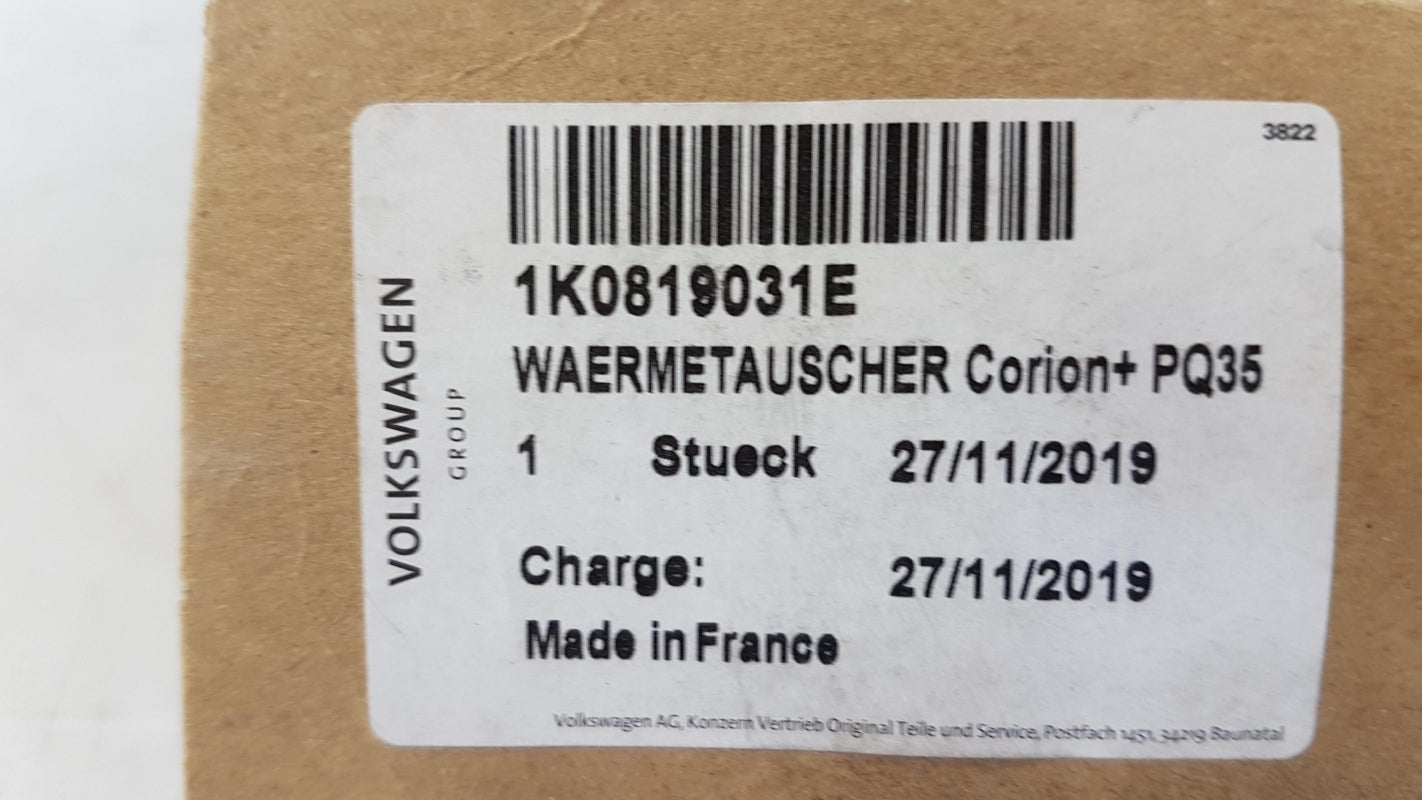 3822
VOLKSWAGEN
GROUP
1K0819031E
WAERMETAUSCHER Corion+ PQ35
1 Stueck 27/11/2019
Charge: 27/11/2019
Made in France
Volkswagen AG, Konzern Vertrieb Original Teile und Service, Postfach 1451, 34219 Baunatal